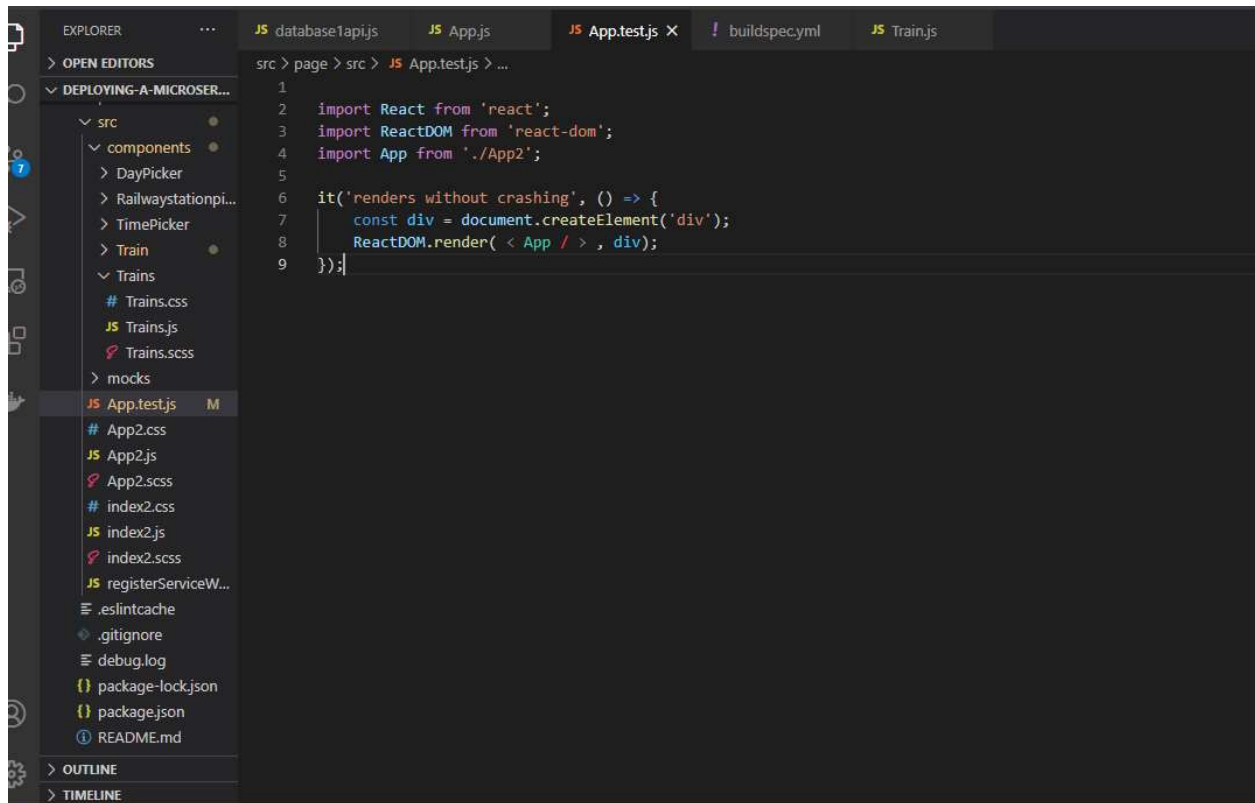 EXPLORER ...
JS database1api.js JS App.js JS App.test.js × ! buildspec.yml JS Train.js
> OPEN EDITORS
src > page > src > JS App.test.js > ...
DEPLOYING-A-MICROSER...
src
components
7
> DayPicker
> Railwaystationpi...
> TimePicker
> Train
Trains
# Trains.css
JS Trains.js
Trains.scss
> mocks
JS App.test.js M
# App2.css
JS App2.js
App2.scss
# index2.css
JS index2.js
index2.scss
JS registerServiceW...
.eslintcache
.gitignore
debug.log
{} package-lock.json
{} package.json
README.md
> OUTLINE
> TIMELINE
1
2 import React from 'react';
3 import ReactDOM from 'react-dom';
4 import App from './App2';
5
6 it('renders without crashing', () => {
7 const div = document.createElement('div');
8 ReactDOM.render( < App / > , div);
9 });